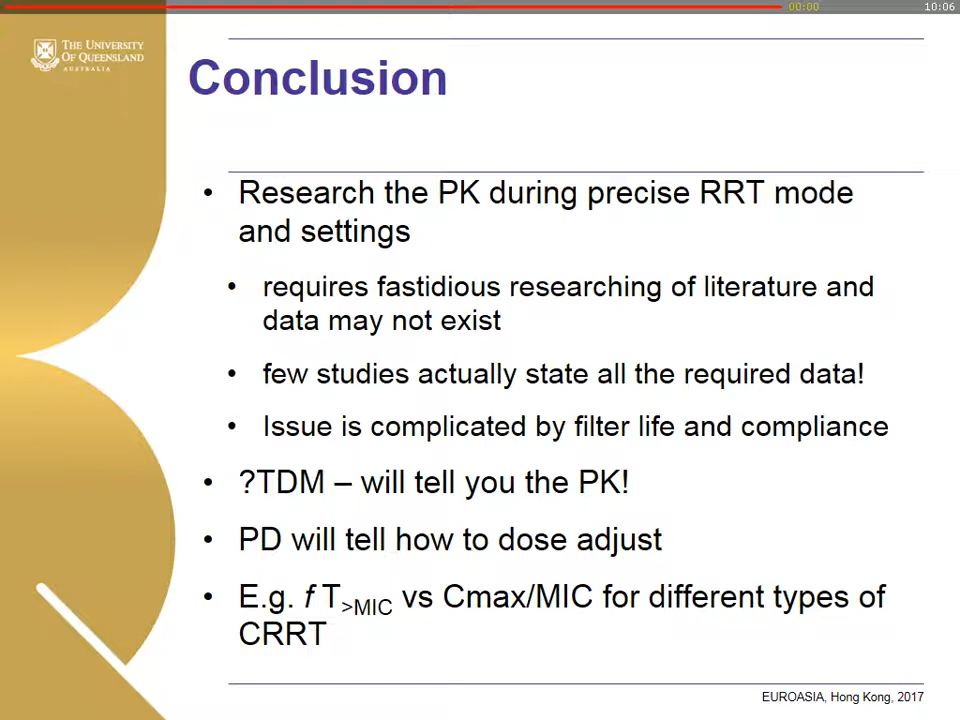 00:00
10:06
THE UNIVERSITY
OF QUEENSLAND
AUSTRALIA
Conclusion
• Research the PK during precise RRT mode
and settings
• requires fastidious researching of literature and
data may not exist
• few studies actually state all the required data!
• Issue is complicated by filter life and compliance
• ?TDM – will tell you the PK!
• PD will tell how to dose adjust
• E.g. f T>MIC vs Cmax/MIC for different types of
CRRT
EUROASIA, Hong Kong, 2017